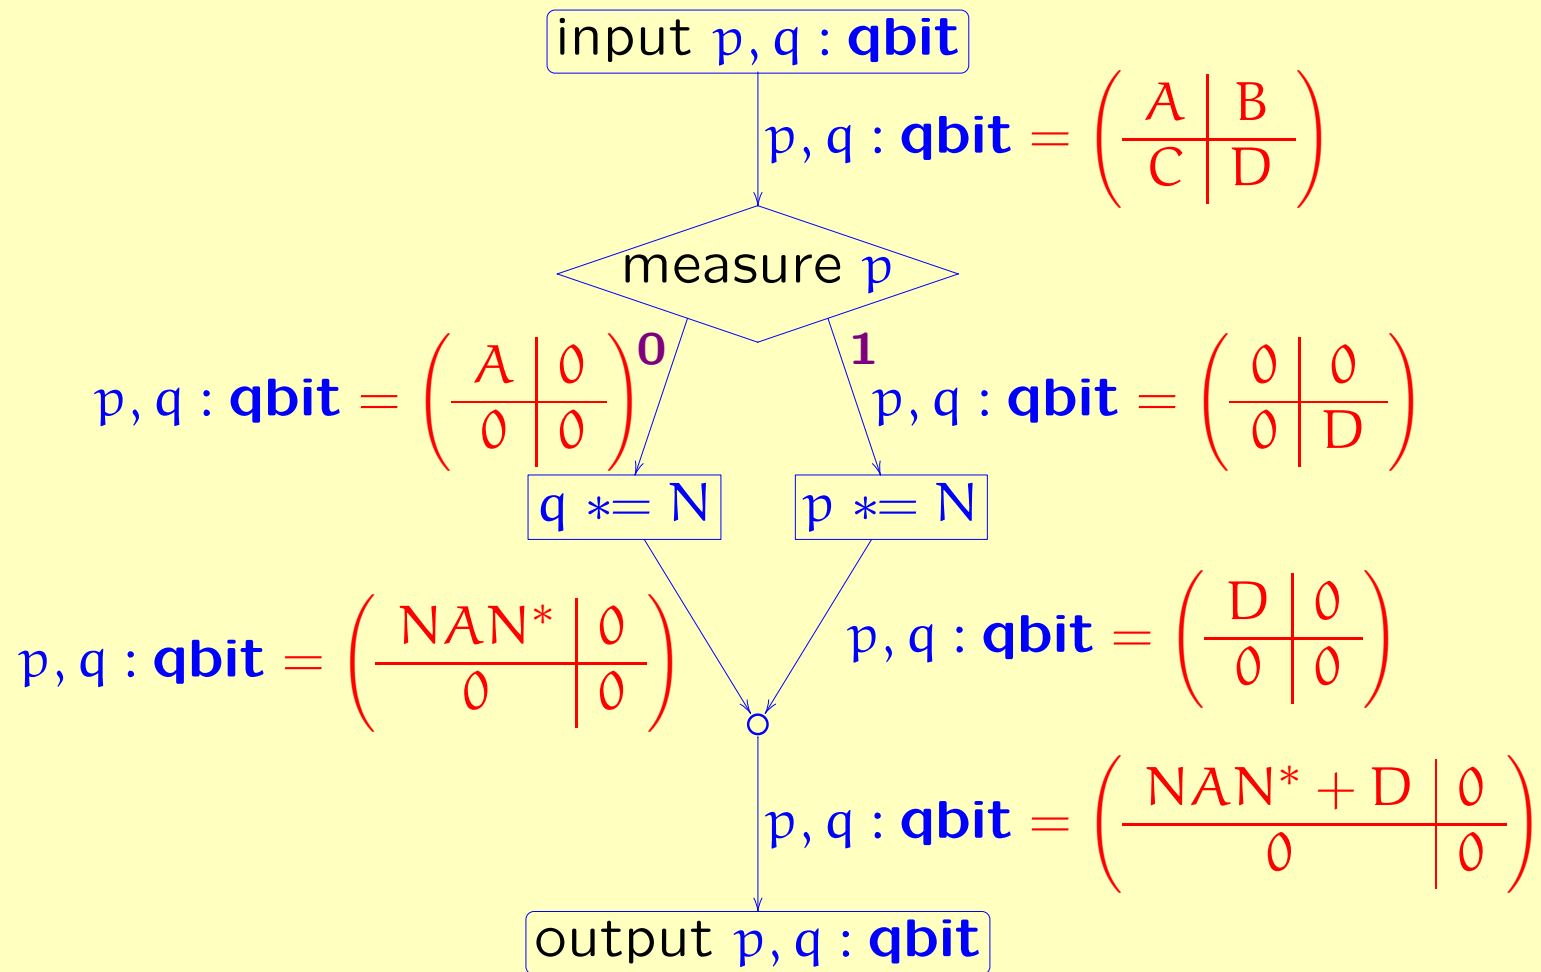 input p, q : qbit
p, q : qbit = ( A | B
C | D )
measure p
0
1
p, q : qbit = ( A | 0
0 | 0 )
p, q : qbit = ( 0 | 0
0 | D )
q *= N
p *= N
p, q : qbit = ( NAN* | 0
0 | 0 )
p, q : qbit = ( D | 0
0 | 0 )
p, q : qbit = ( NAN* + D | 0
0 | 0 )
output p, q : qbit